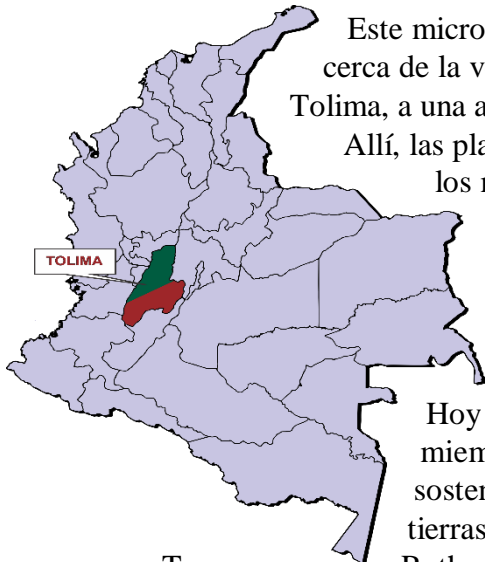 Este micro
cerca de la v
Tolima, a una a
Allí, las pla
los
TOLIMA
Hoy
miem
soster
tierras
T